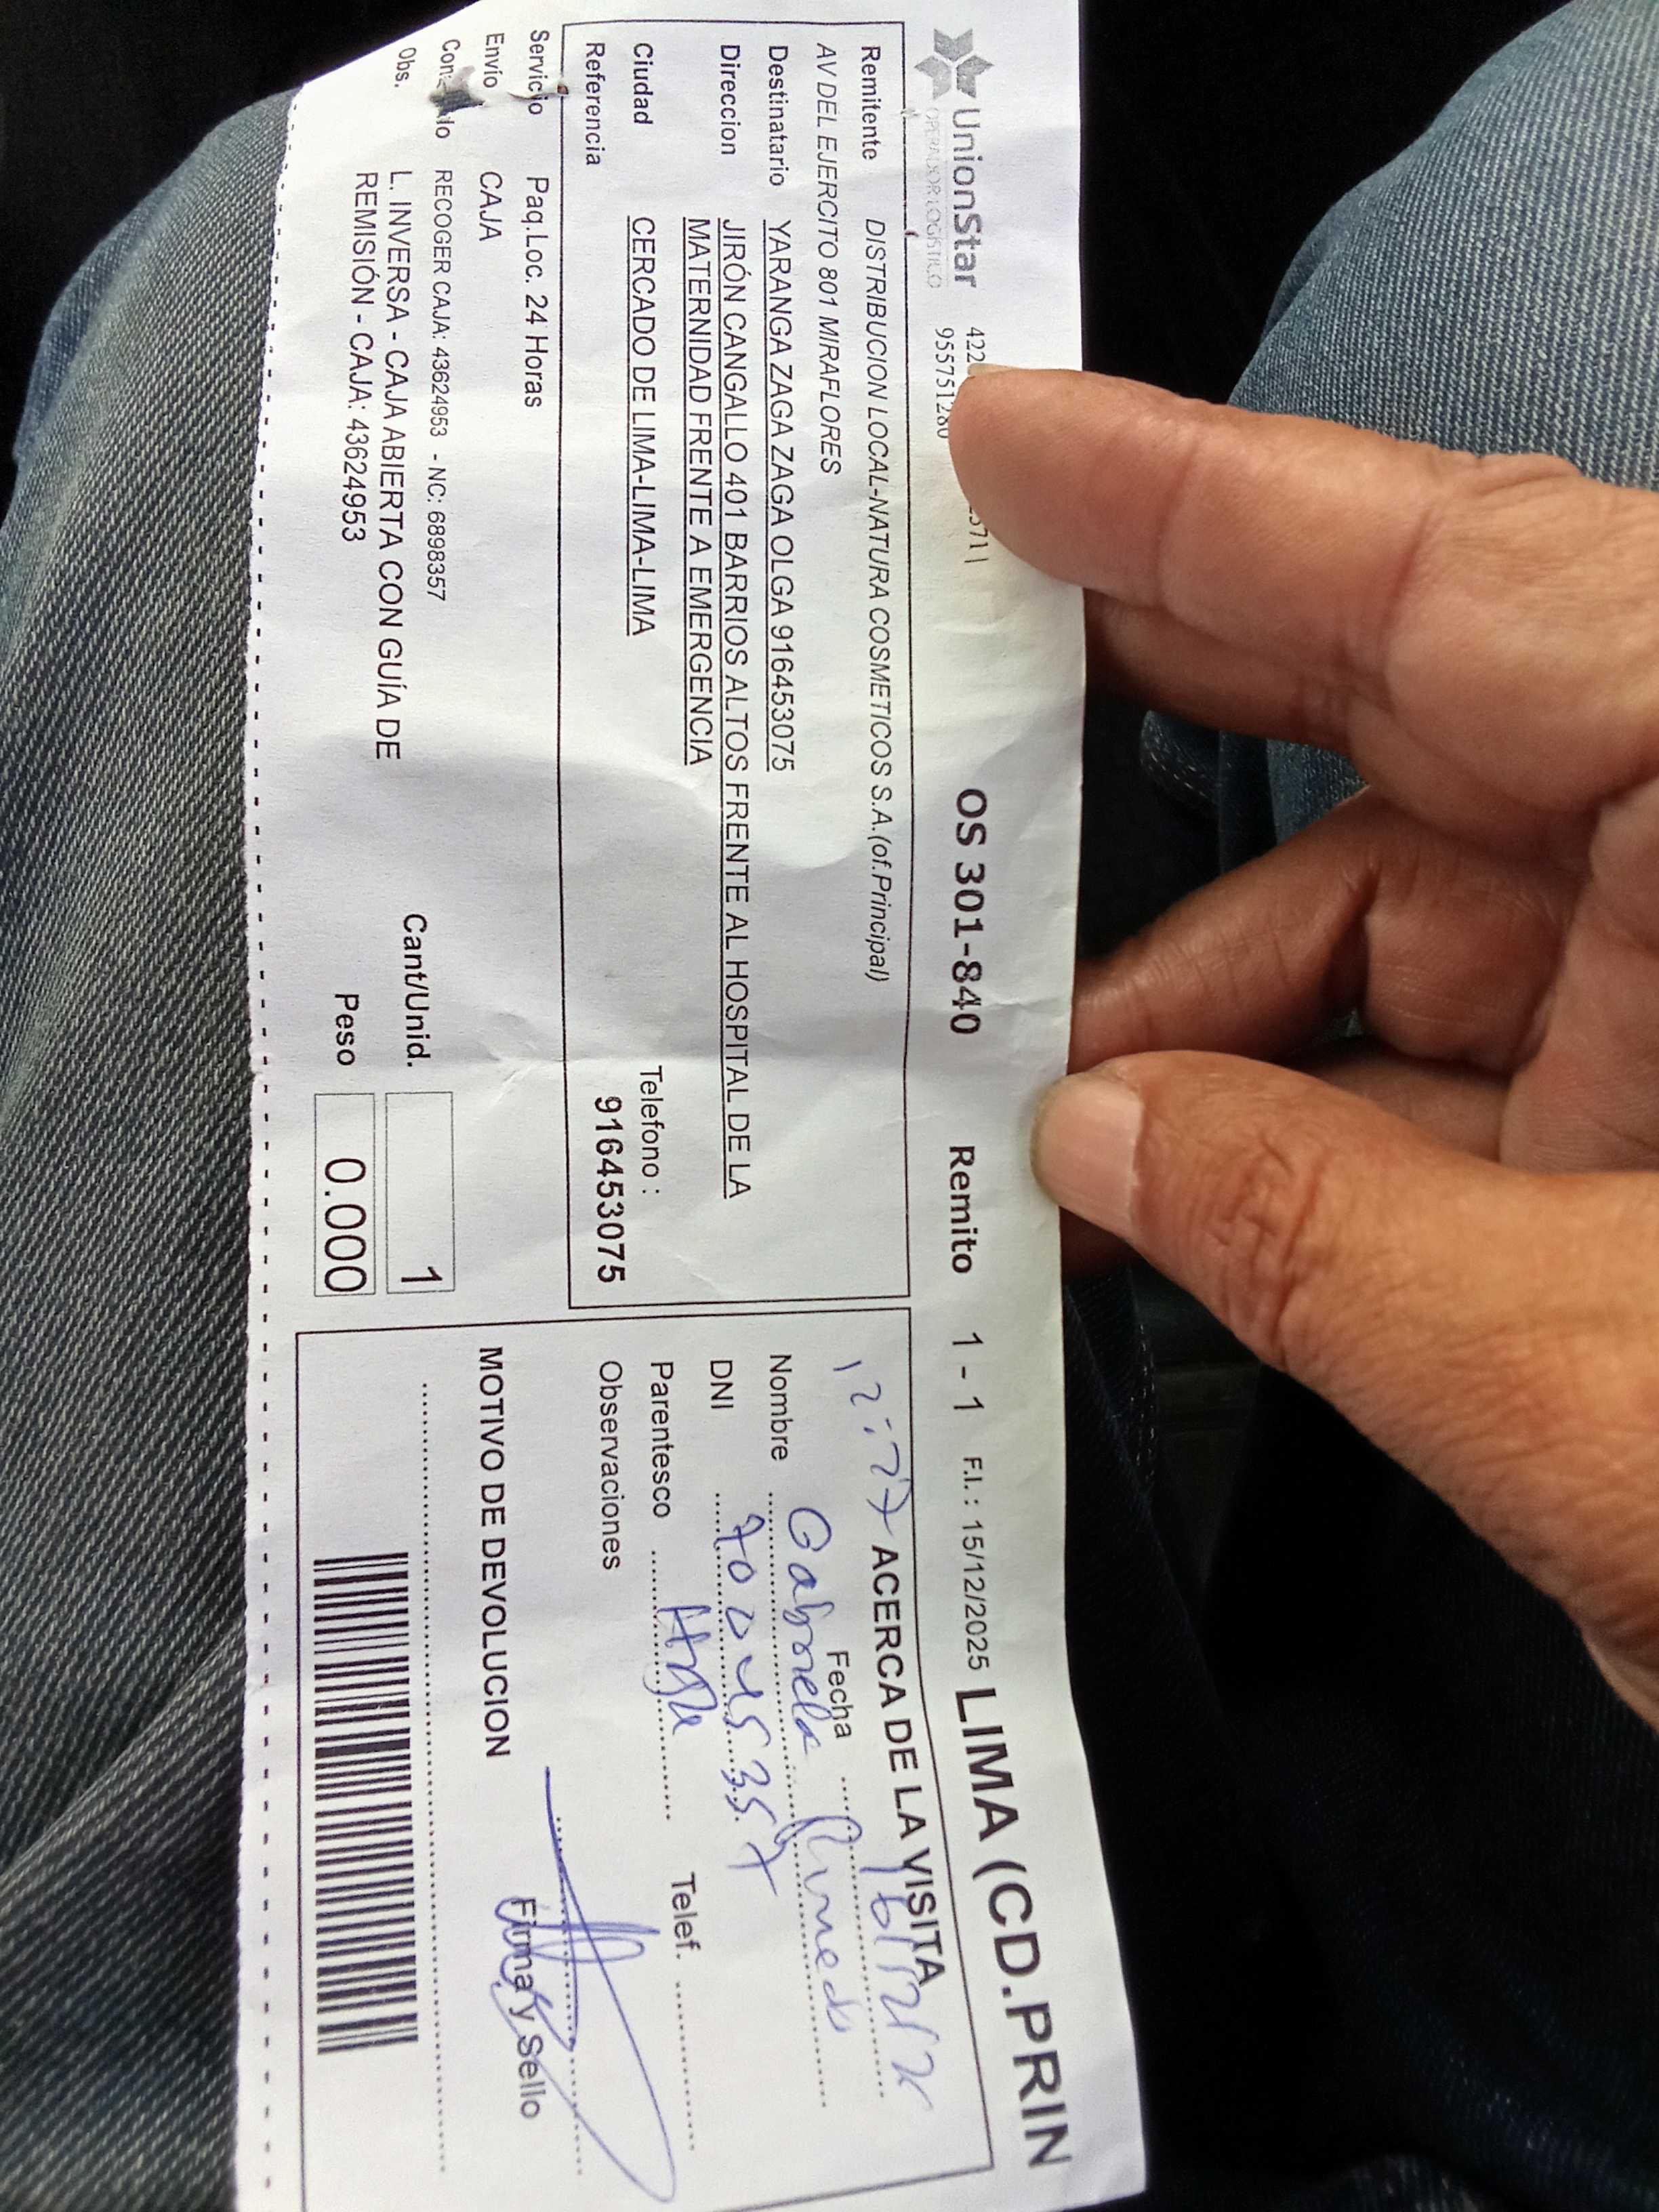 UnionStar
OPERADOR LOGÍSTICO
955751280
OS 301-840 Remito 1 - 1 F.I.: 15/12/2025 LIMA (CD.PRIN
Remitente DISTRIBUCION LOCAL-NATURA COSMETICOS S.A.(of.Principal)
AV DEL EJERCITO 801 MIRAFLORES
Destinatario YARANGA ZAGA ZAGA OLGA 916453075
Direccion JIRÓN CANGALLO 401 BARRIOS ALTOS FRENTE AL HOSPITAL DE LA
MATERNIDAD FRENTE A EMERGENCIA
Ciudad CERCADO DE LIMA-LIMA-LIMA
Telefono :
Referencia 916453075
Servicio Paq.Loc. 24 Horas
Envío CAJA
RECOGER CAJA: 43624953 - NC: 6898357
Obs. L. INVERSA - CAJA ABIERTA CON GUÍA DE
REMISIÓN - CAJA: 43624953
Cant/Unid. 1
Peso 0.000
ACERCA DE LA VISITA
Fecha
Nombre Gabriela
DNI
Parentesco
Telef.
Observaciones
MOTIVO DE DEVOLUCION
Firma y Sello